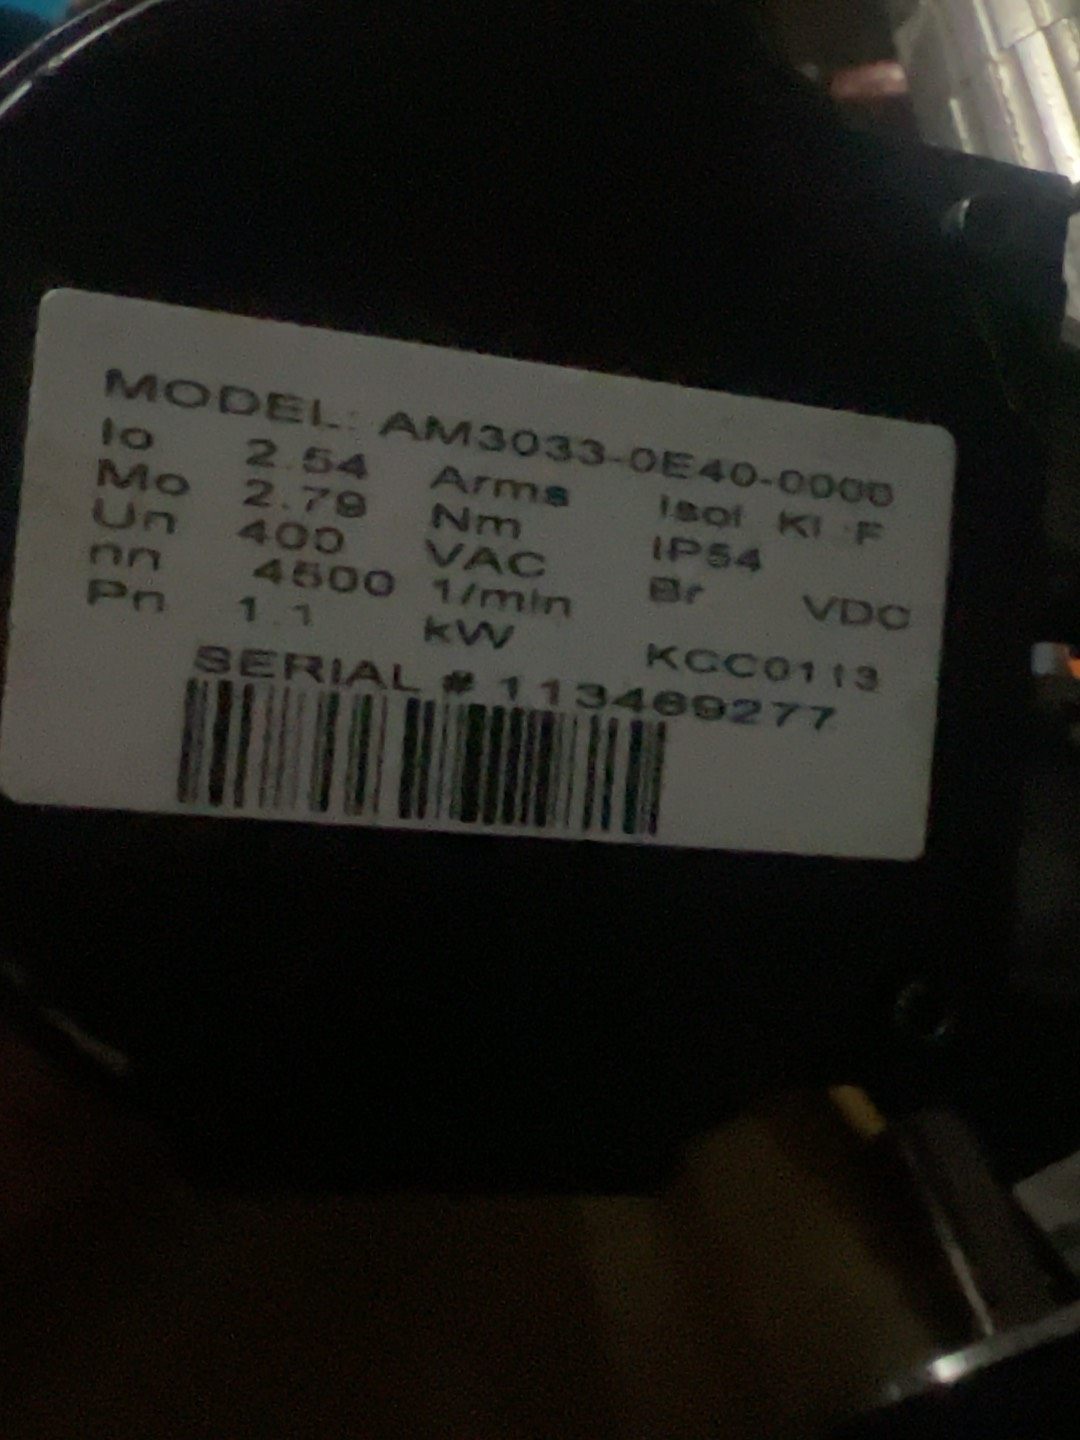 MODEL: AM3033-0E40-0000
Io 2.54 Arms Isol Kl F
Mo 2.79 Nm IP54
Un 400 VAC Br VDC
nn 4500 1/min
Pn 1.1 kW KCC0113
SERIAL #